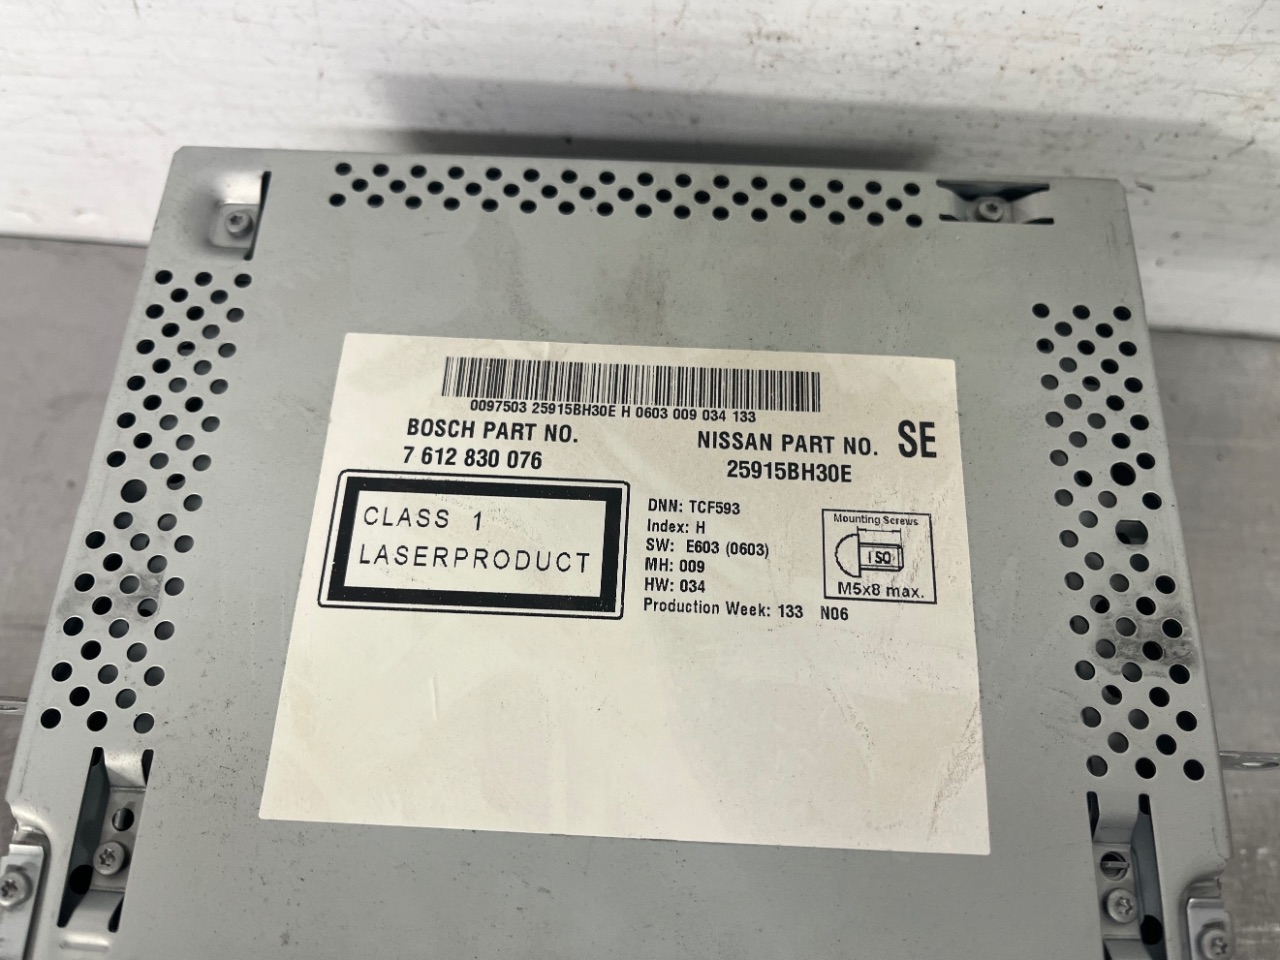 0097503 25915BH30E H 0603 009 034 133
BOSCH PART NO.
7 612 830 076
NISSAN PART NO.
25915BH30E
SE
CLASS 1
LASERPRODUCT
DNN: TCF593
Index: H
SW: E603 (0603)
MH: 009
HW: 034
Production Week: 133 N06
Mounting Screws
ISO
M5x8 max.